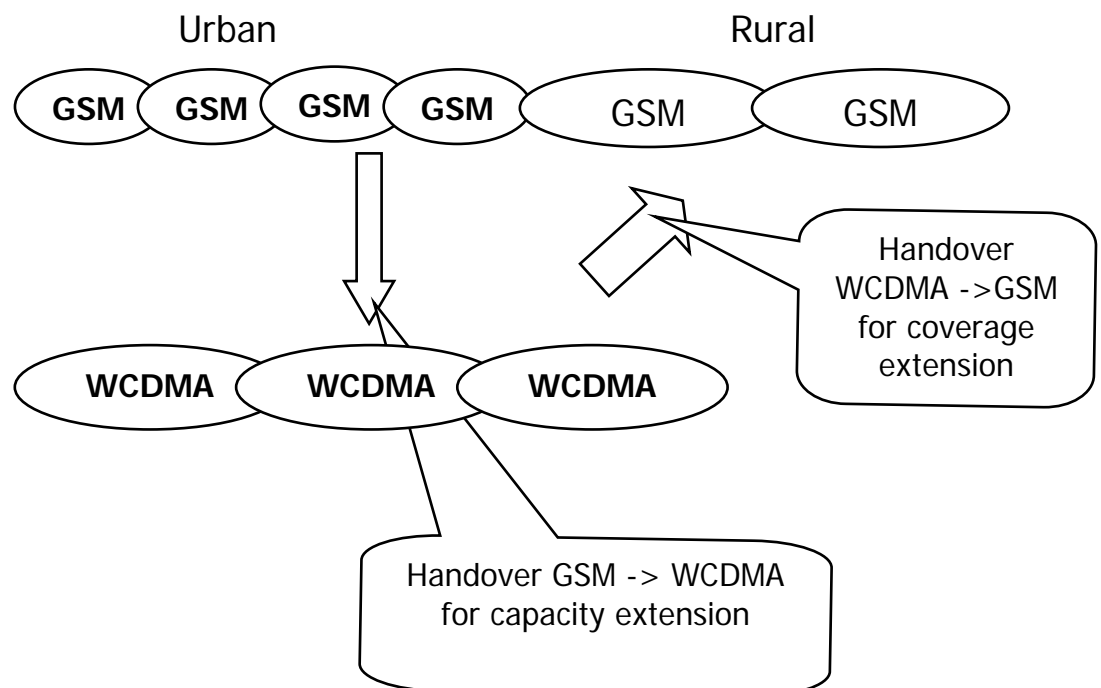 Urban Rural
GSM GSM GSM GSM GSM GSM
Handover
WCDMA ->GSM
for coverage
extension
WCDMA WCDMA WCDMA
Handover GSM -> WCDMA
for capacity extension